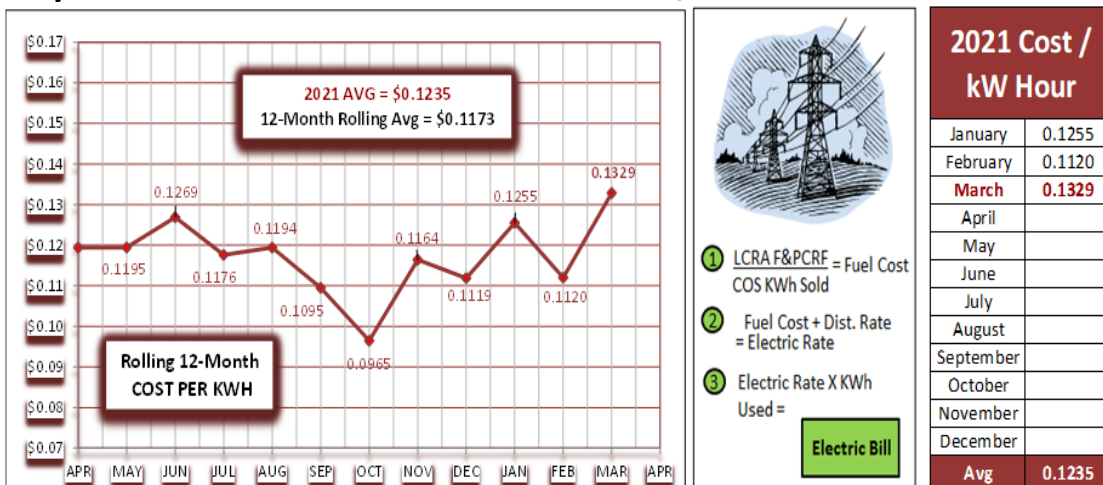 $0.17
$0.16
$0.15
$0.14
$0.13
$0.12
$0.11
$0.10
$0.09
$0.08
$0.07
2021 AVG = $0.1235
12-Month Rolling Avg = $0.1173
0.1195
0.1269
0.1176
0.1194
0.1095
0.0965
0.1164
0.1119
0.1255
0.1120
0.1329
Rolling 12-Month
COST PER KWH
APR MAY JUN JUL AUG SEP OCT NOV DEC JAN FEB MAR APR
1 LCRA F&PCRF = Fuel Cost
COS KWh Sold
2 Fuel Cost + Dist. Rate
= Electric Rate
3 Electric Rate X KWh
Used =
Electric Bill
2021 Cost /
kW Hour
January 0.1255
February 0.1120
March 0.1329
April
May
June
July
August
September
October
November
December
Avg 0.1235